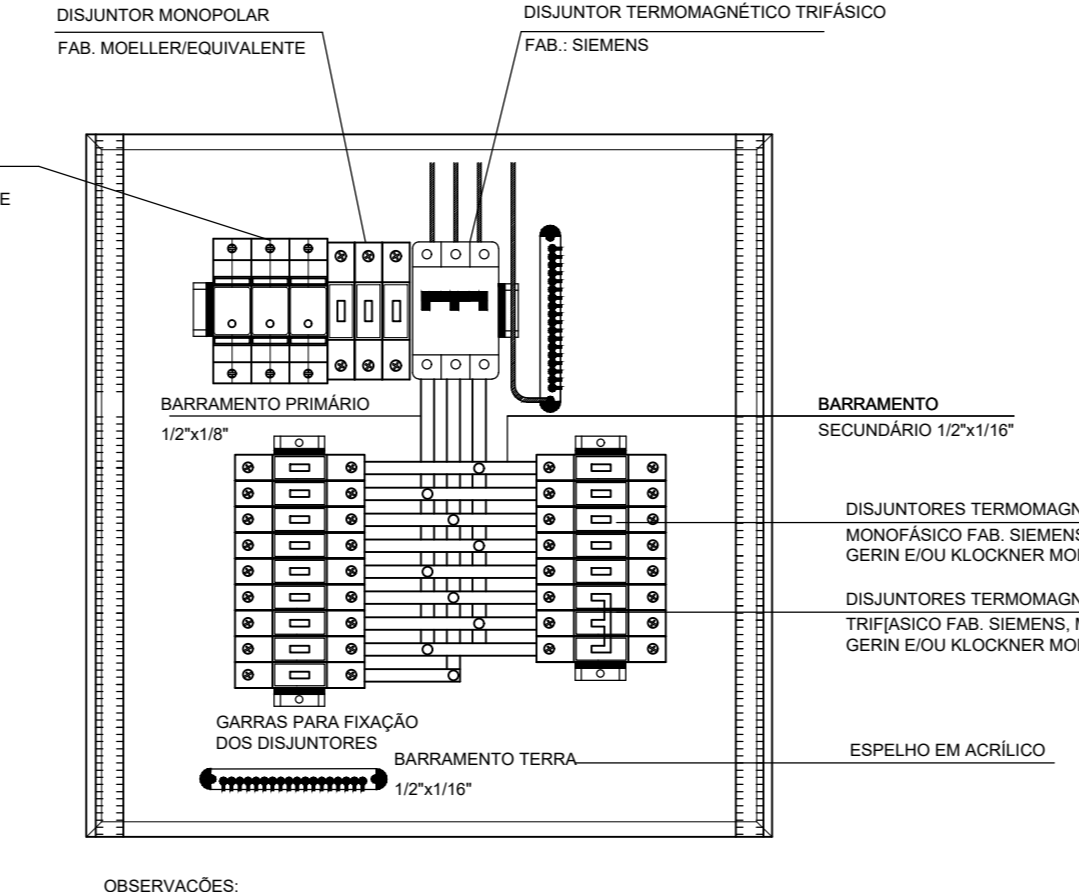 DISJUNTOR MONOPOLAR
FAB. MOELLER/EQUIVALENTE
DISJUNTOR TERMOMAGNÉTICO TRIFÁSICO
FAB.: SIEMENS
E
BARRAMENTO PRIMÁRIO
1/2"x1/8"
BARRAMENTO
SECUNDÁRIO 1/2"x1/16"
DISJUNTORES TERMOMAGN
MONOFÁSICO FAB. SIEMENS
GERIN E/OU KLOCKNER MO
DISJUNTORES TERMOMAGN
TRIF[ASICO FAB. SIEMENS, M
GERIN E/OU KLOCKNER MO
GARRAS PARA FIXAÇÃO
DOS DISJUNTORES
BARRAMENTO TERRA
1/2"x1/16"
ESPELHO EM ACRÍLICO
OBSERVAÇÕES: